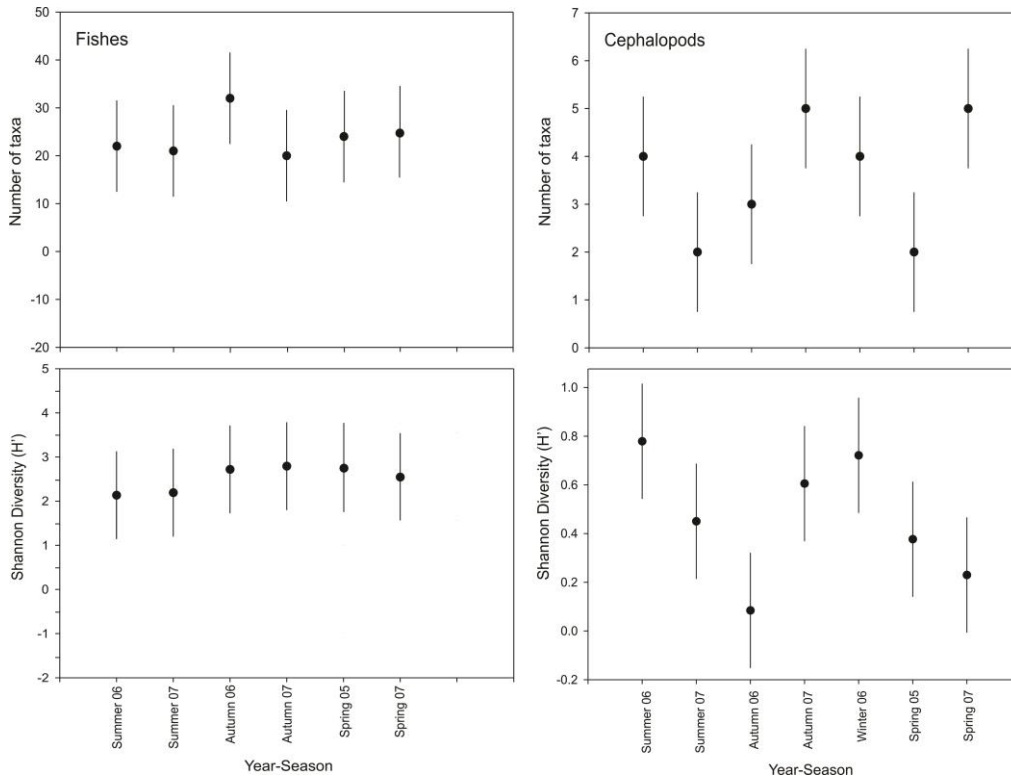 Fishes
Number of taxa
50
40
30
20
10
0
-10
-20
Cephalopods
Number of taxa
7
6
5
4
3
2
1
0
Shannon Diversity (H')
5
4
3
2
1
0
-1
-2
Summer 06
Summer 07
Autumn 06
Autumn 07
Spring 05
Spring 07
Year-Season
Shannon Diversity (H')
1.0
0.8
0.6
0.4
0.2
0.0
-0.2
Summer 06
Summer 07
Autumn 06
Autumn 07
Winter 06
Spring 05
Spring 07
Year-Season